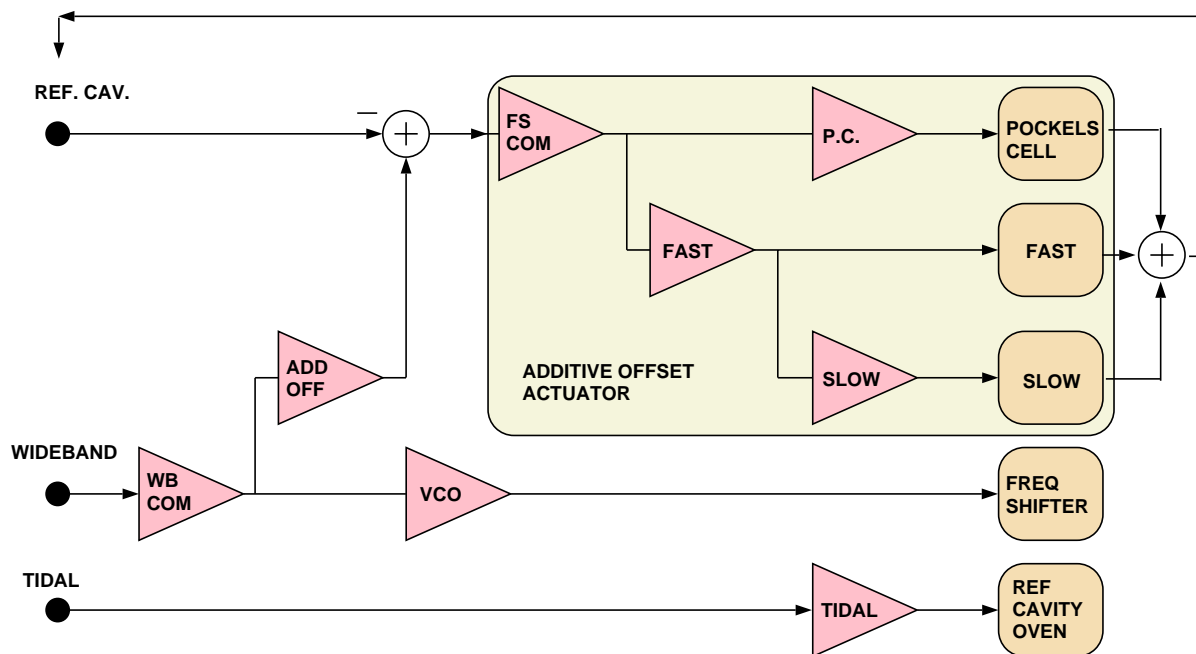 REF. CAV.
−
+
FS
COM
P.C.
POCKELS
CELL
FAST
FAST
+
ADD
OFF
ADDITIVE OFFSET
ACTUATOR
SLOW
SLOW
WIDEBAND
WB
COM
VCO
FREQ
SHIFTER
TIDAL
TIDAL
REF
CAVITY
OVEN